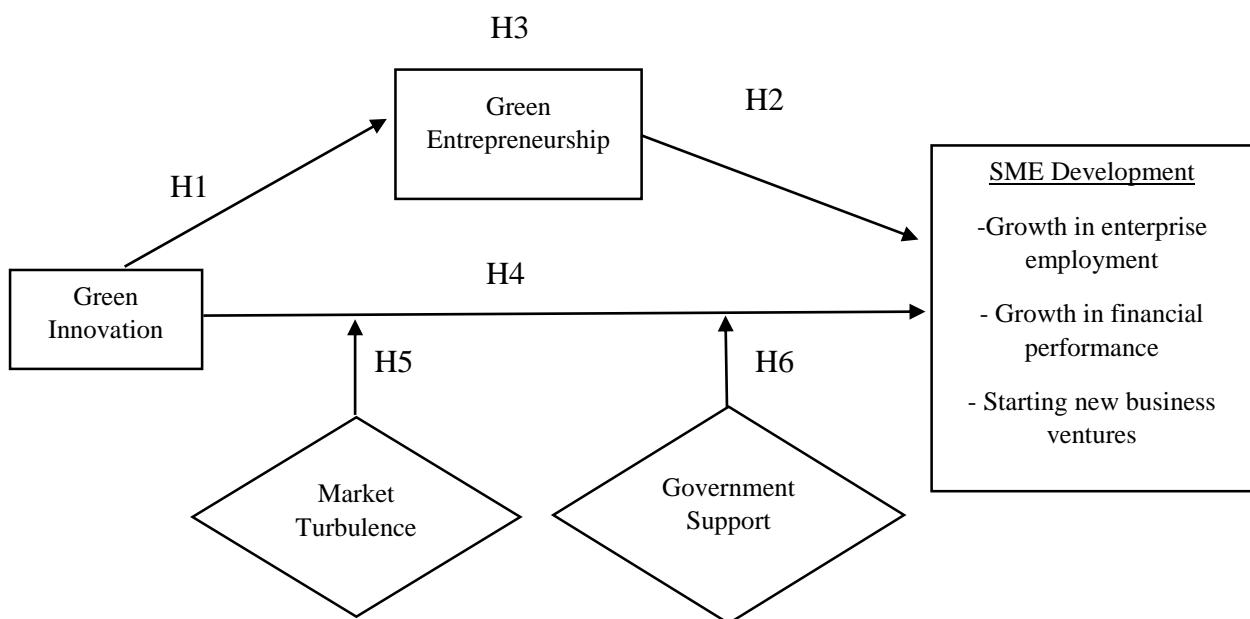 H3
Green
Entrepreneurship
H2
H1
SME Development
-Growth in enterprise
employment
- Growth in financial
performance
- Starting new business
ventures
H4
Green
Innovation
H5
H6
Market
Turbulence
Government
Support